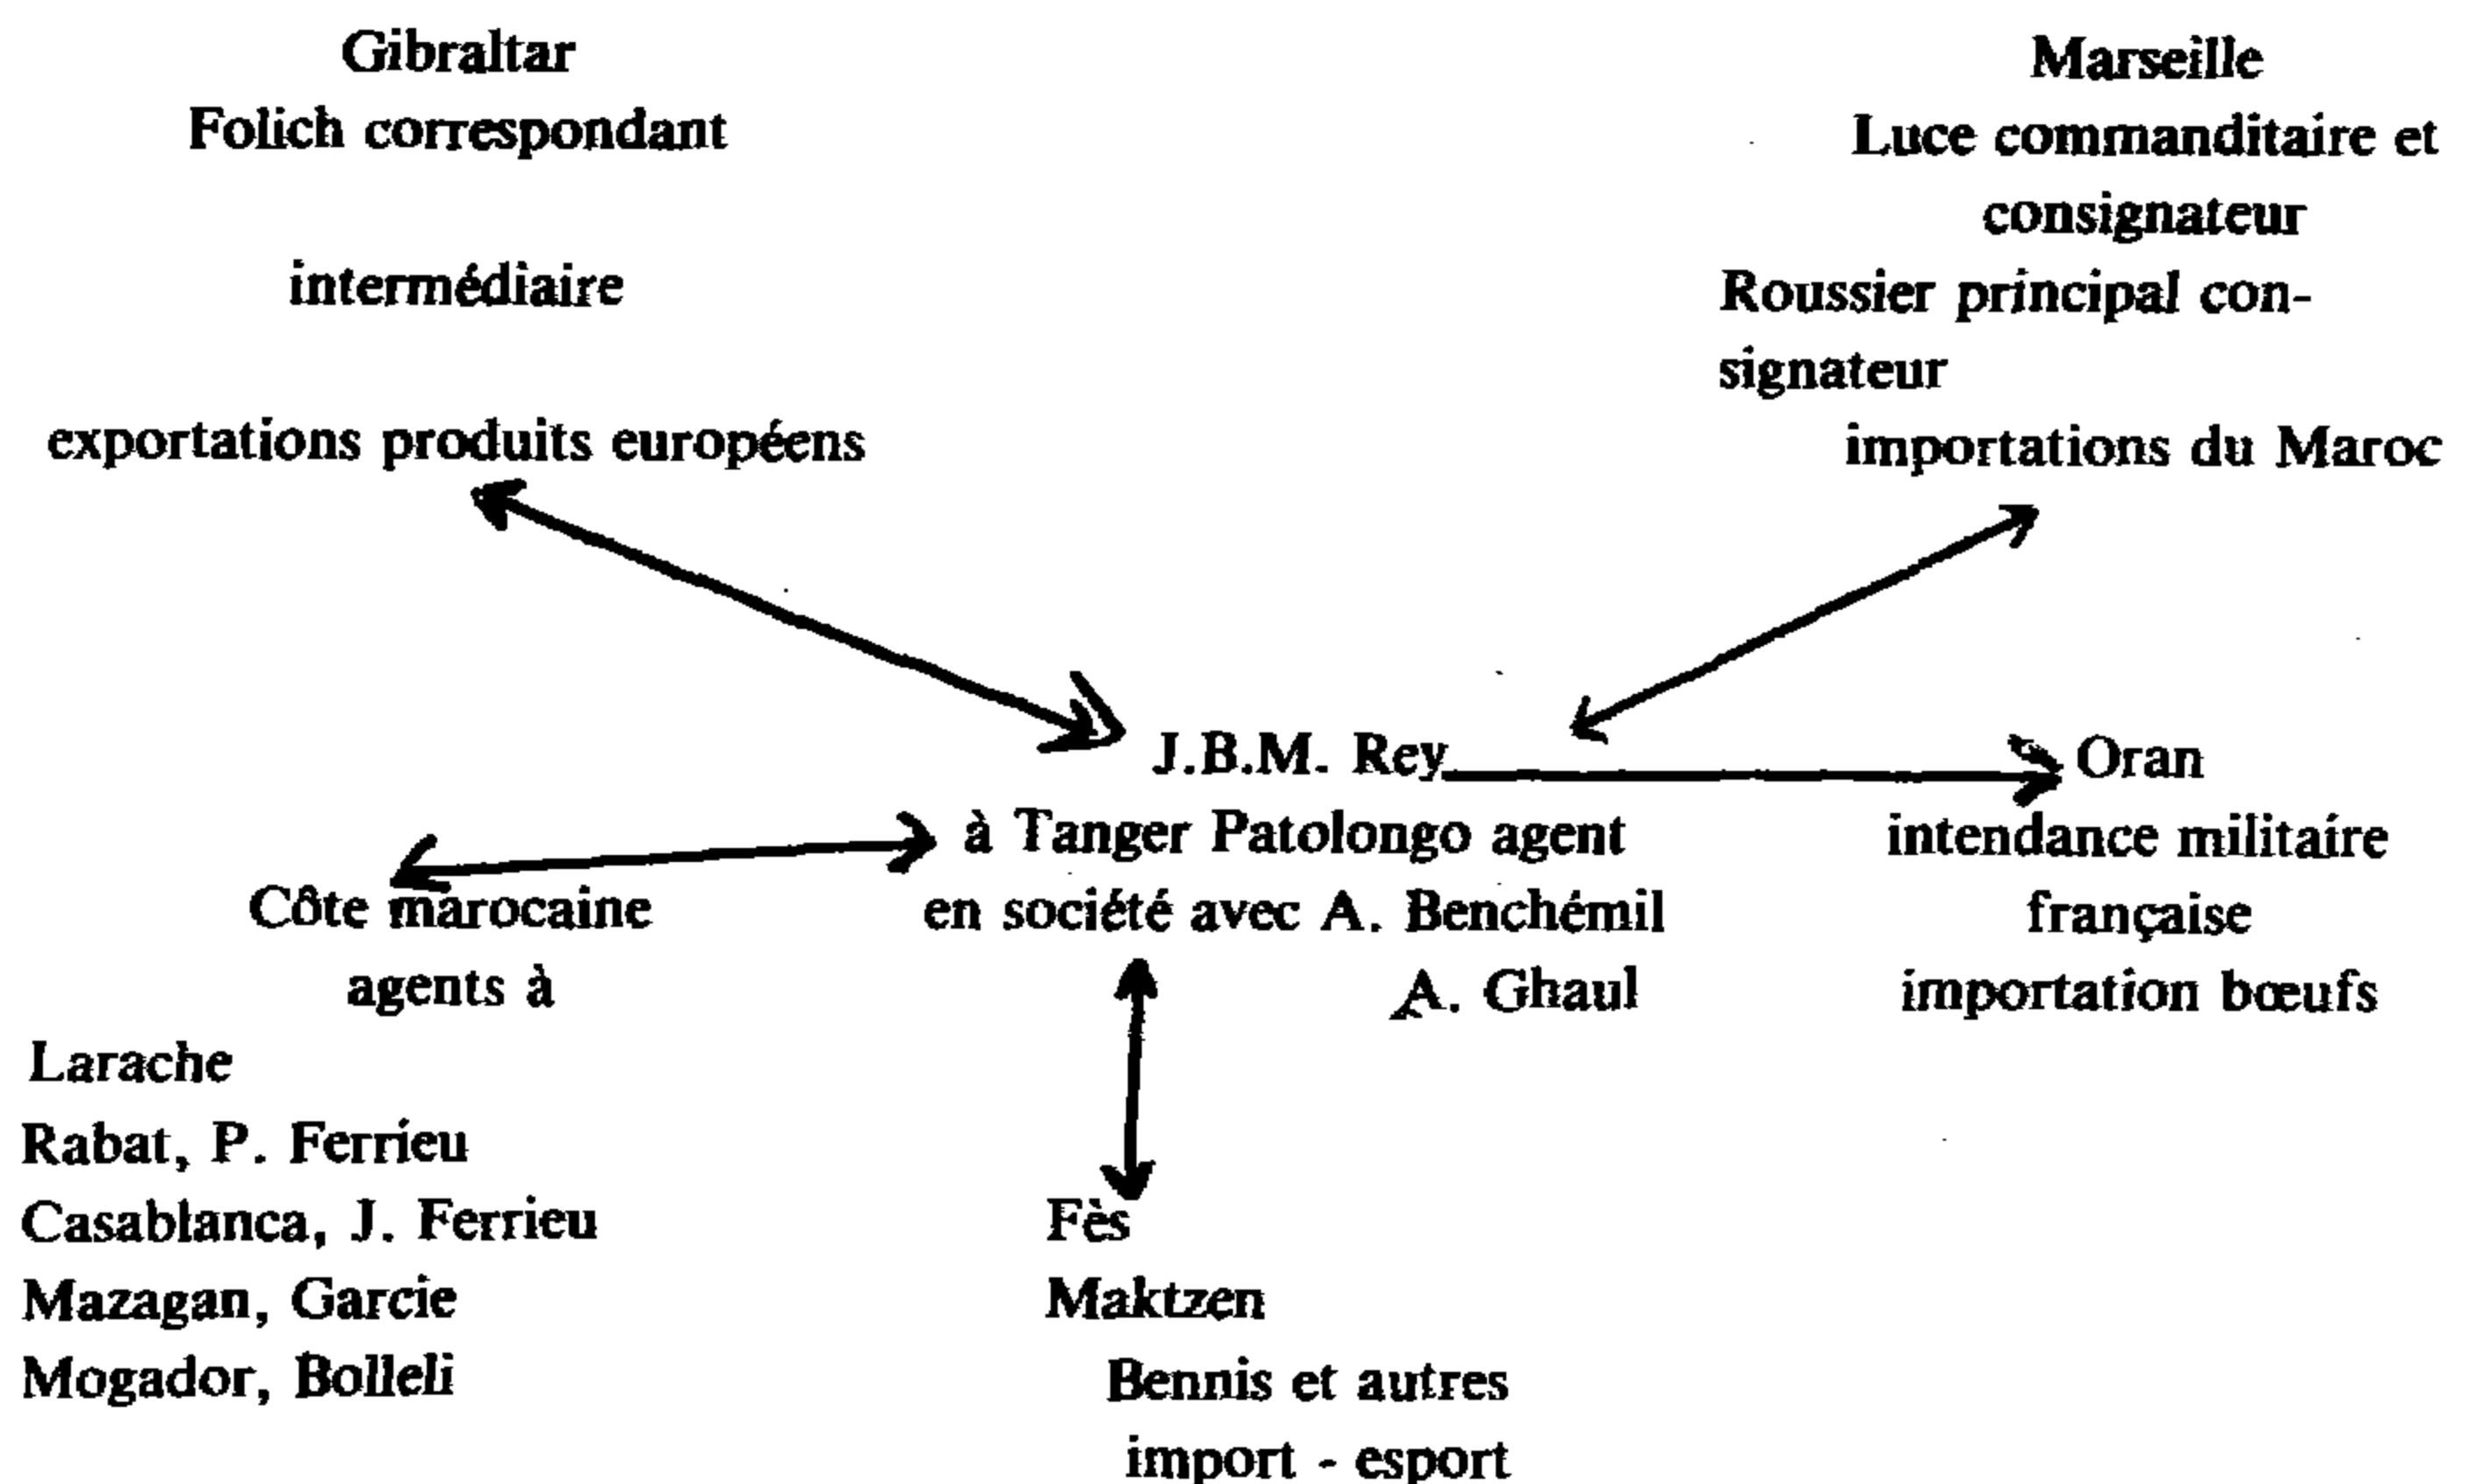 Gibraltar
Folich correspondant
intermédiaire
exportations produits européens
Marseille
Luce commanditaire et
consignateur
Roussier principal con-
signateur
importations du Maroc
J.B.M. Rey
à Tanger Patolongo agent
en société avec A. Benchémil
A. Ghaul
Oran
intendance militaire
française
importation bœufs
Côte marocaine
agents à
Larache
Rabat, P. Ferrieu
Casablanca, J. Ferrieu
Mazagan, Garcie
Mogador, Bolleli
Fès
Maktzen
Bennis et autres
import - esport